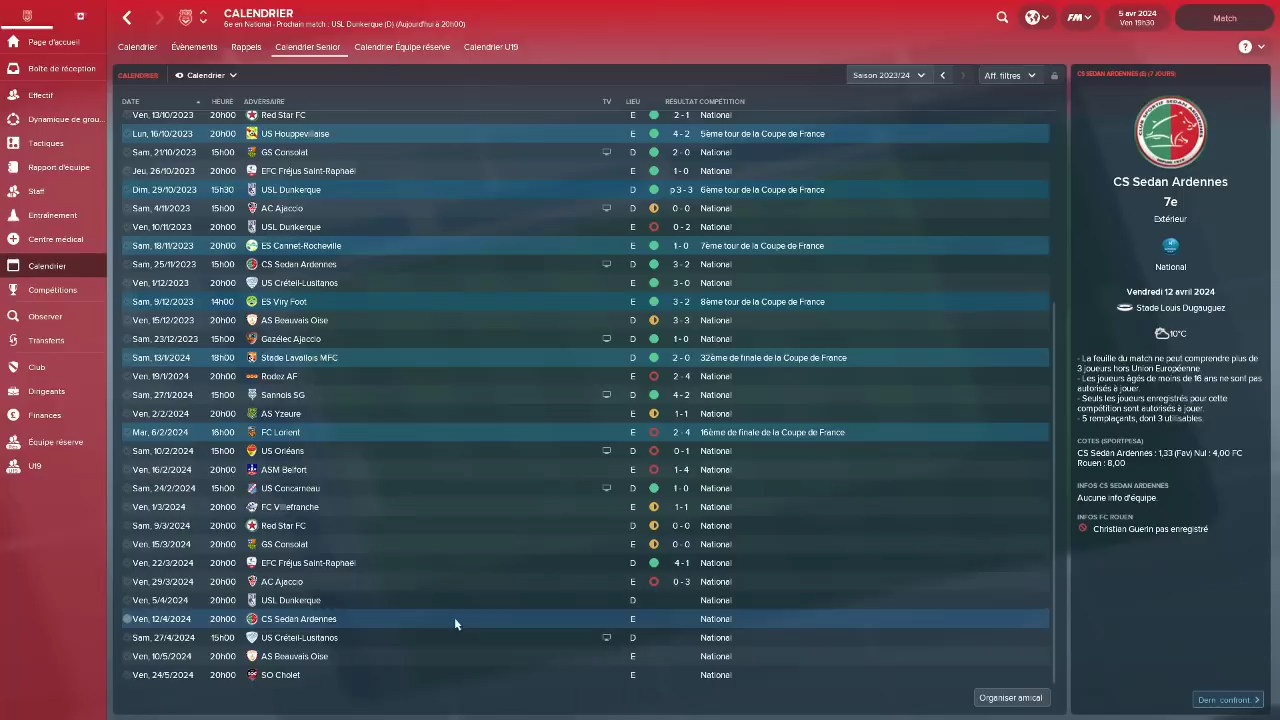 CALENDRIER
6e en National - Prochain match : USL Dunkerque (D) (Aujourd'hui à 20h00)
FM
5 avr 2024
Ven 19h30
Match
Page d'accueil
Calendrier
Évènements
Rappels
Calendrier Senior
Calendrier Équipe réserve
Calendrier U19
?
Boîte de réception
Effectif
Dynamique de grou...
Tactiques
Rapport d'équipe
Staff
Entraînement
Centre médical
Calendrier
Compétitions
Observer
Transferts
Club
Dirigeants
Finances
Équipe réserve
U19
CALENDRIER
Calendrier
Saison 2023/24
Aff. filtres
DATE HEURE ADVERSAIRE TV LIEU RÉSULTAT COMPÉTITION
Ven, 13/10/2023 20h00 Red Star FC E 2 - 1 National
Lun, 16/10/2023 20h00 US Houppevillaise E 4 - 2 5ème tour de la Coupe de France
Sam, 21/10/2023 15h00 GS Consolat D 2 - 0 National
Jeu, 26/10/2023 20h00 EFC Fréjus Saint-Raphaël E 1 - 0 National
Dim, 29/10/2023 15h30 USL Dunkerque D p 3 - 3 6ème tour de la Coupe de France
Sam, 4/11/2023 15h00 AC Ajaccio D 0 - 0 National
Ven, 10/11/2023 20h00 USL Dunkerque E 0 - 2 National
Sam, 18/11/2023 20h00 ES Cannet-Rocheville E 1 - 0 7ème tour de la Coupe de France
Sam, 25/11/2023 15h00 CS Sedan Ardennes D 3 - 2 National
Ven, 1/12/2023 20h00 US Créteil-Lusitanos E 3 - 0 National
Sam, 9/12/2023 14h00 ES Viry Foot E 3 - 2 8ème tour de la Coupe de France
Ven, 15/12/2023 20h00 AS Beauvais Oise D 3 - 3 National
Sam, 23/12/2023 15h00 Gazélec Ajaccio D 1 - 0 National
Sam, 13/1/2024 18h00 Stade Lavallois MFC D 2 - 0 32ème de finale de la Coupe de France
Ven, 19/1/2024 20h00 Rodez AF E 2 - 4 National
Sam, 27/1/2024 15h00 Sannois SG D 4 - 2 National
Ven, 2/2/2024 20h00 AS Yzeure E 1 - 1 National
Mar, 6/2/2024 16h00 FC Lorient E 2 - 4 16ème de finale de la Coupe de France
Sam, 10/2/2024 15h00 US Orléans D 0 - 1 National
Ven, 16/2/2024 20h00 ASM Belfort E 1 - 4 National
Sam, 24/2/2024 15h00 US Concarneau D 1 - 0 National
Ven, 1/3/2024 20h00 FC Villefranche E 1 - 1 National
Sam, 9/3/2024 20h00 Red Star FC D 0 - 0 National
Ven, 15/3/2024 20h00 GS Consolat E 0 - 0 National
Ven, 22/3/2024 20h00 EFC Fréjus Saint-Raphaël D 4 - 1 National
Ven, 29/3/2024 20h00 AC Ajaccio E 0 - 3 National
Ven, 5/4/2024 20h00 USL Dunkerque D National
Ven, 12/4/2024 20h00 CS Sedan Ardennes E National
Sam, 27/4/2024 15h00 US Créteil-Lusitanos D National
Ven, 10/5/2024 20h00 AS Beauvais Oise E National
Ven, 24/5/2024 20h00 SO Cholet E National
Organiser amical
CS SEDAN ARDENNES (E) (7 JOURS)
CS Sedan Ardennes
7e
Extérieur
National
Vendredi 12 avril 2024
Stade Louis Dugauguez
10°C
- La feuille du match ne peut comprendre plus de
3 joueurs hors Union Européenne
- Les joueurs âgés de moins de 16 ans ne sont pas
autorisés à jouer.
- Seuls les joueurs enregistrés pour cette
compétition sont autorisés à jouer.
- 5 remplaçants, dont 3 utilisables.
COTES (SPORTPESA)
CS Sedan Ardennes : 1,33 (Fav) Nul : 4,00 FC
Rouen : 8,00
INFOS CS SEDAN ARDENNES
Aucune info d'équipe.
INFOS FC ROUEN
Christian Guerin pas enregistré
Dern confront